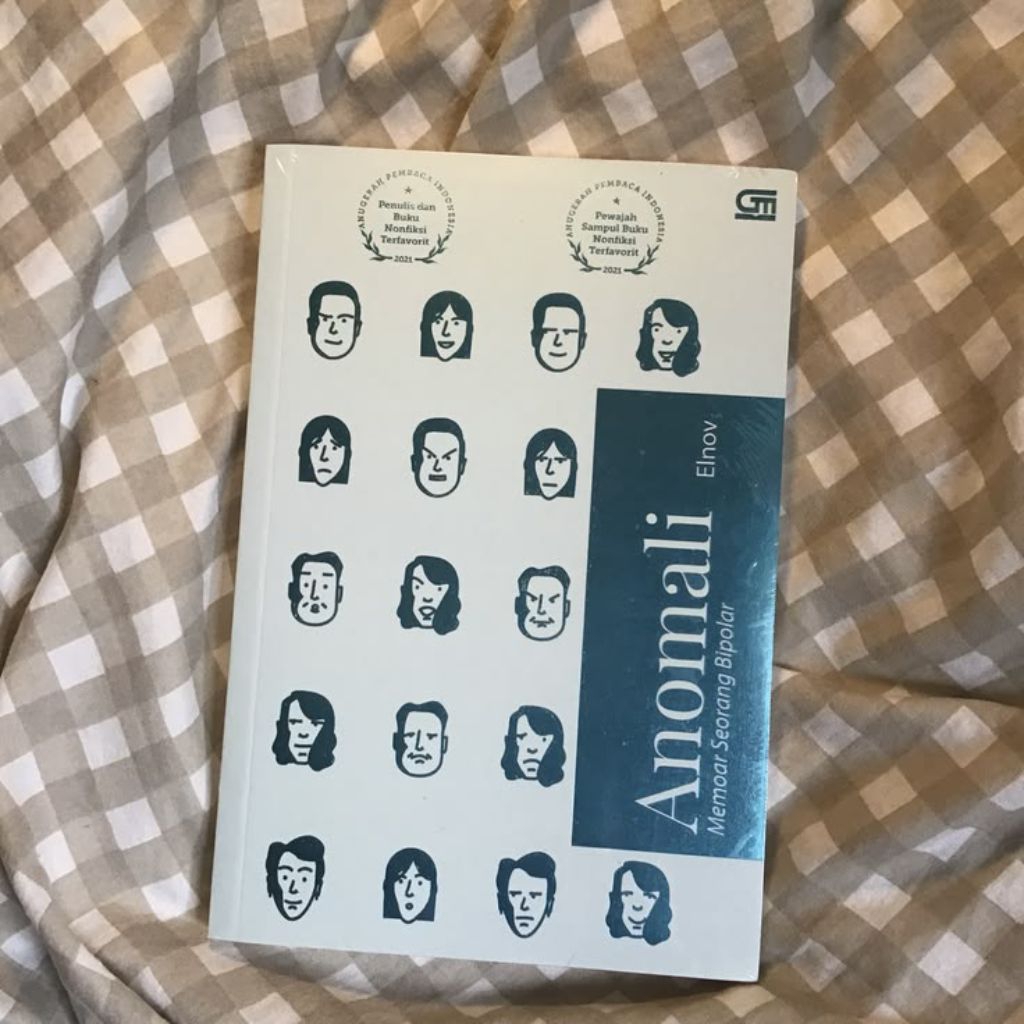 ANUGERAH PEMBACA INDONESIA
Penulis dan
Buku
Nonfiksi
Terfavorit
2021
ANUGERAH PEMBACA INDONESIA
Pewajah
Sampul Buku
Nonfiksi
Terfavorit
2021
Anomali
Elnov
Memoar Seorang Bipolar